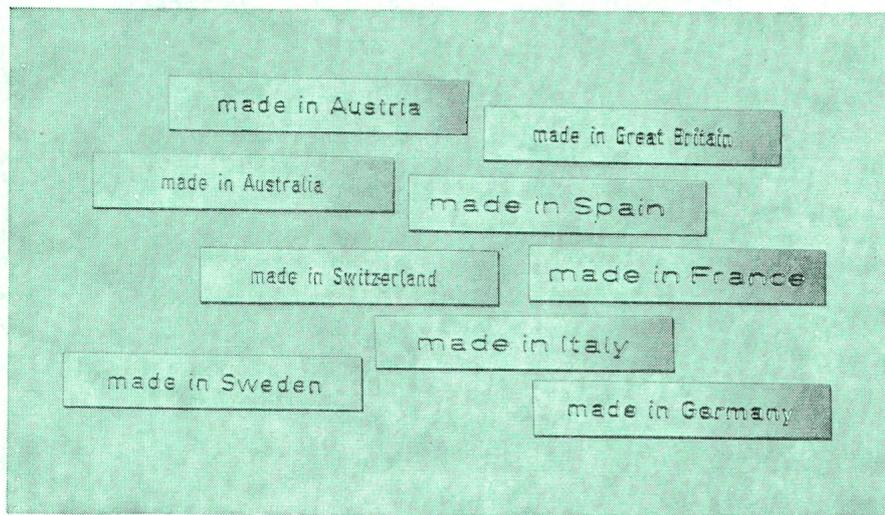 made in Austria
made in Great Britain
made in Australia
made in Spain
made in Switzerland
made in France
made in Italy
made in Sweden
made in Germany